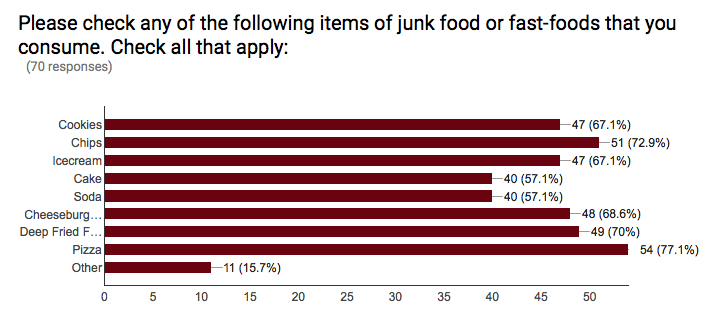 Please check any of the following items of junk food or fast-foods that you
consume. Check all that apply:
(70 responses)
Cookies 47 (67.1%)
Chips 51 (72.9%)
Icecream 47 (67.1%)
Cake 40 (57.1%)
Soda 40 (57.1%)
Cheeseburg... 48 (68.6%)
Deep Fried F... 49 (70%)
Pizza 54 (77.1%)
Other 11 (15.7%)
0 5 10 15 20 25 30 35 40 45 50